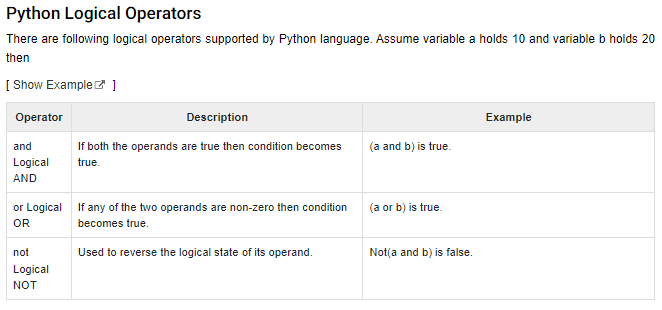 Python Logical Operators
There are following logical operators supported by Python language. Assume variable a holds 10 and variable b holds 20
then
[ Show Example ]
Operator Description Example
and
Logical
AND
If both the operands are true then condition becomes
true.
(a and b) is true.
or Logical
OR
If any of the two operands are non-zero then condition
becomes true.
(a or b) is true.
not
Logical
NOT
Used to reverse the logical state of its operand.
Not(a and b) is false.